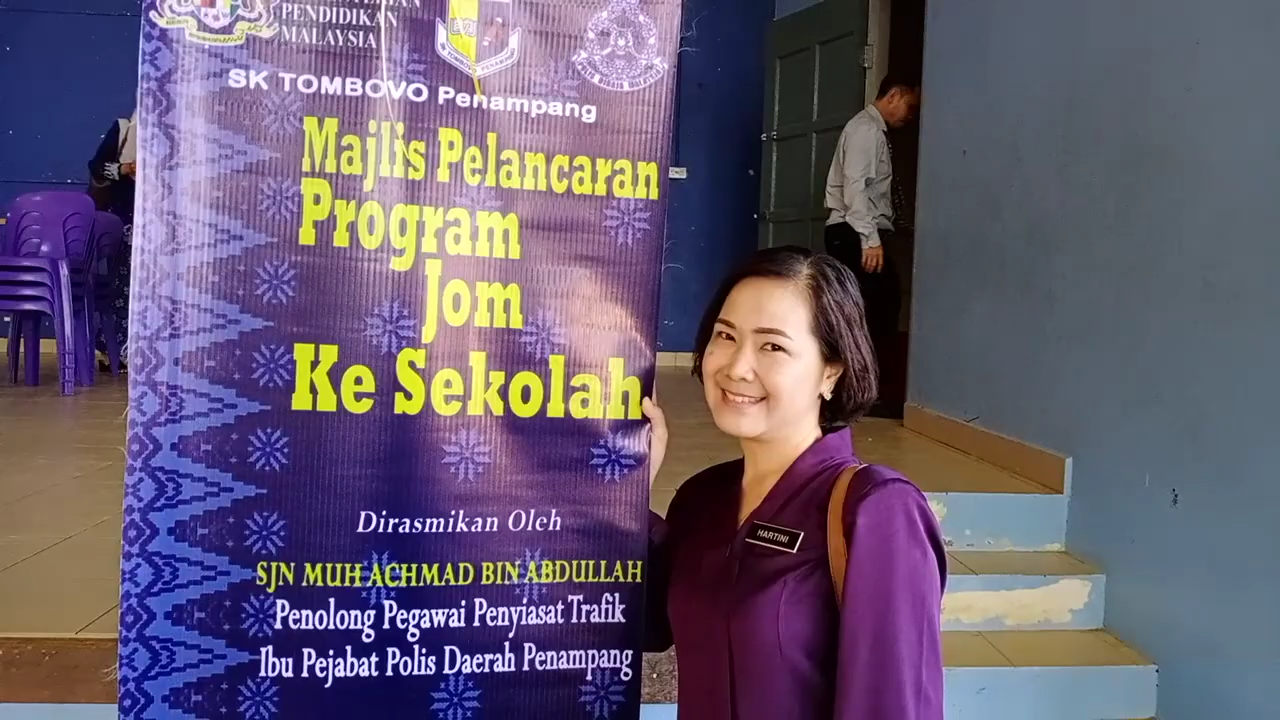 PENDIDIKAN
MALAYSIA
SK TOMBOVO Penampang
Majlis Pelancaran
Program
Jom
Ke Sekolah
Dirasmikan Oleh
SJN MUH ACHMAD BIN ABDULLAH
Penolong Pegawai Penyiasat Trafik
Ibu Pejabat Polis Daerah Penampang
HARTINI